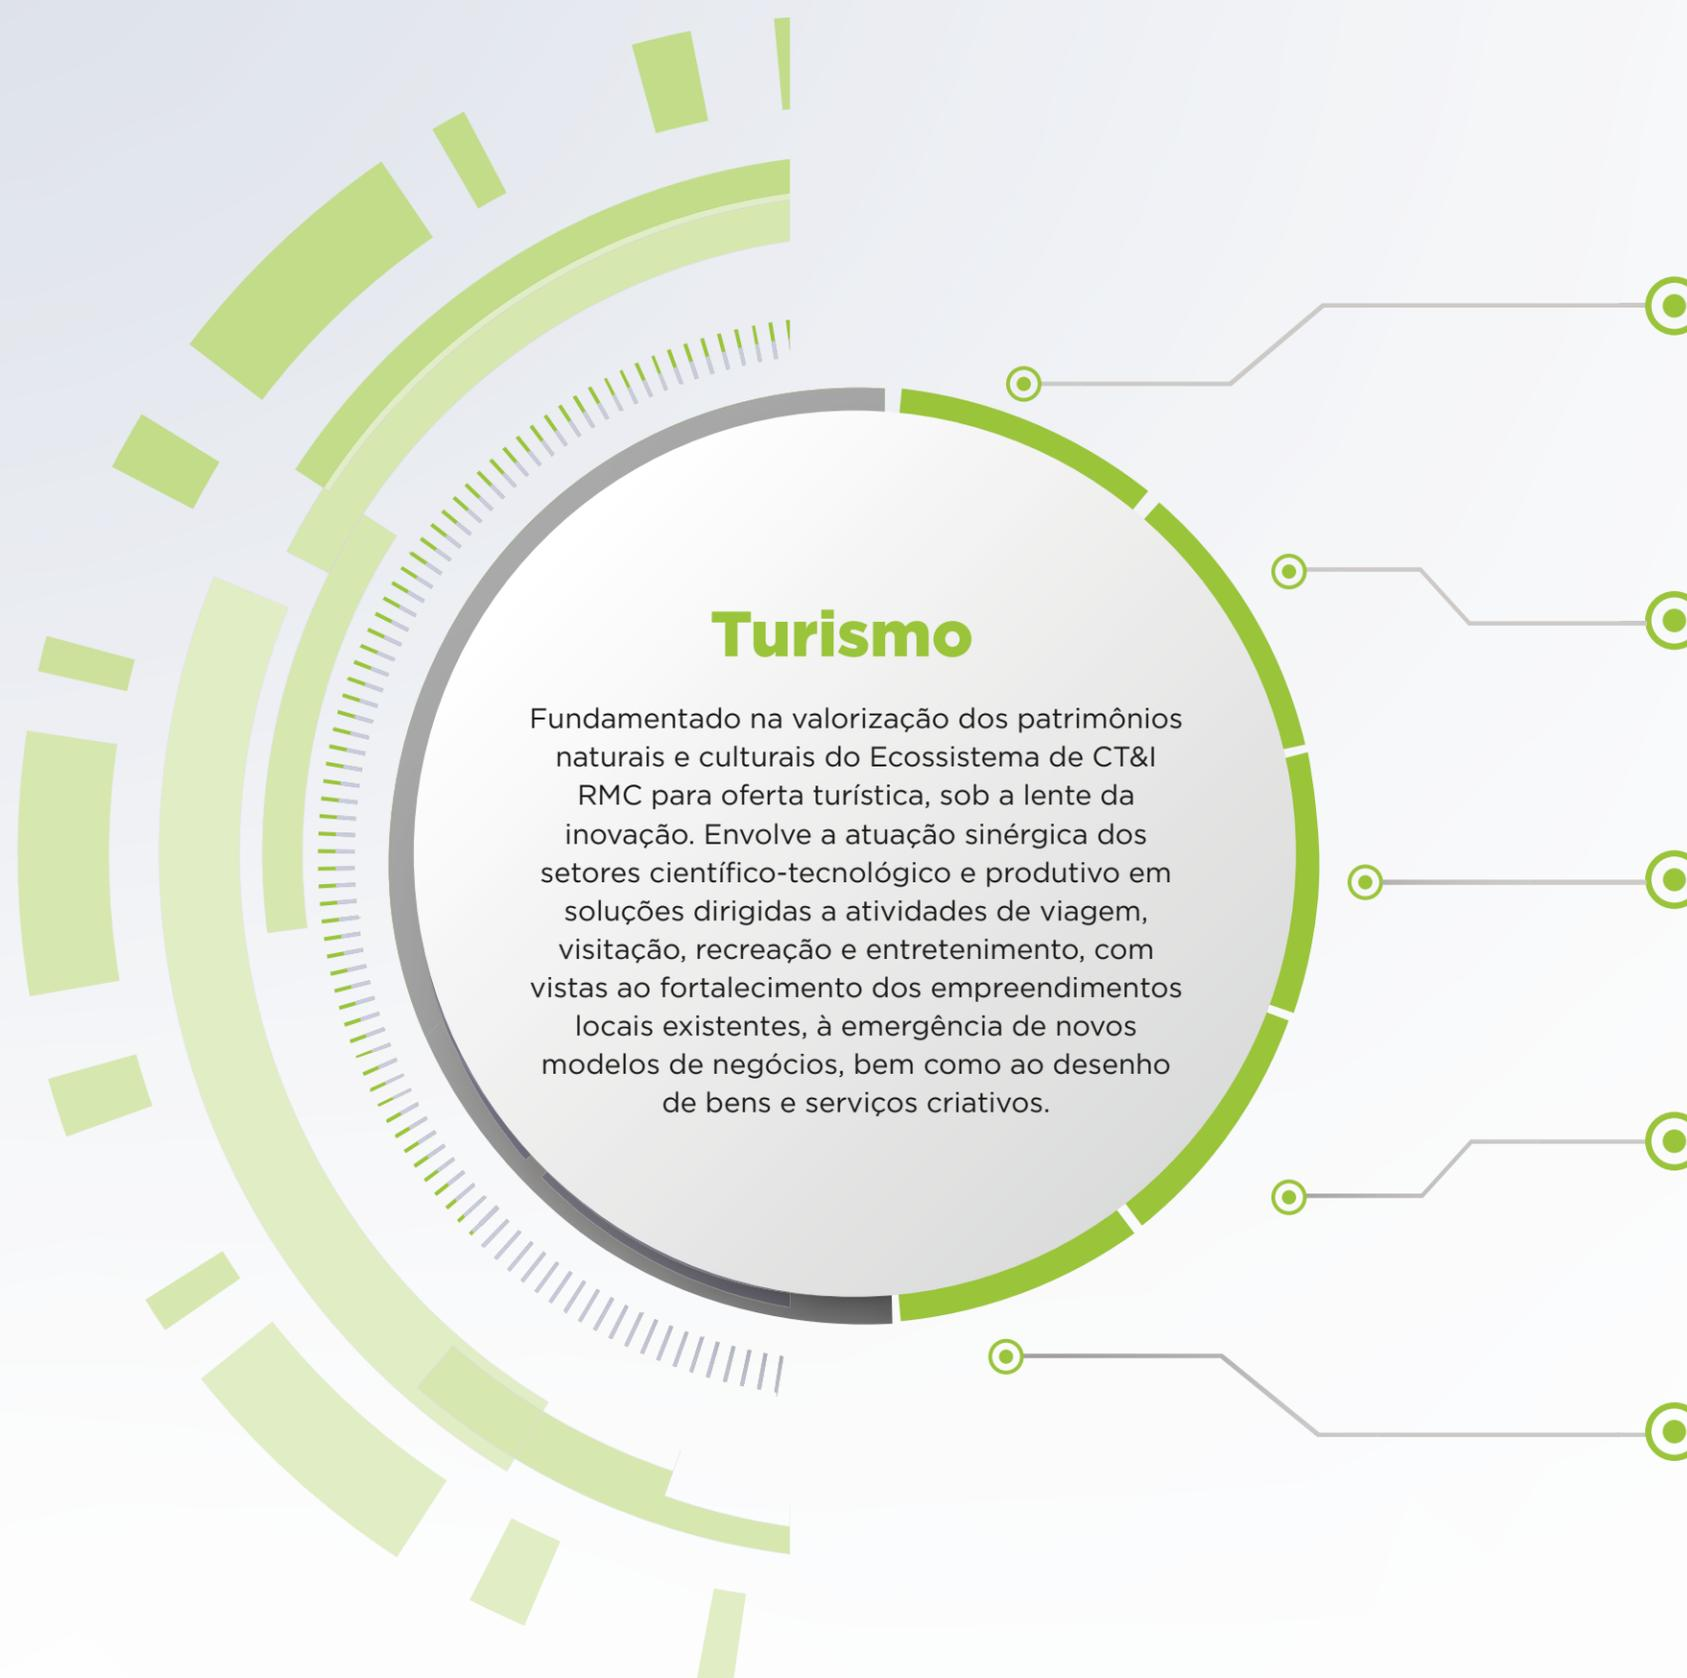 Turismo
Fundamentado na valorização dos patrimônios
naturais e culturais do Ecossistema de CT&I
RMC para oferta turística, sob a lente da
inovação. Envolve a atuação sinérgica dos
setores científico-tecnológico e produtivo em
soluções dirigidas a atividades de viagem,
visitação, recreação e entretenimento, com
vistas ao fortalecimento dos empreendimentos
locais existentes, à emergência de novos
modelos de negócios, bem como ao desenho
de bens e serviços criativos.